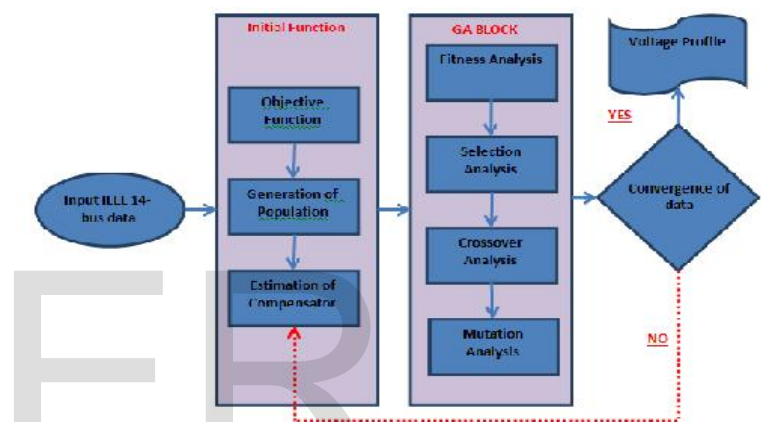 Initial Function
Objective
Function
Generation of
Population
Estimation of
Compensator
Input IEEE 14-
bus data
GA BLOCK
Fitness Analysis
Selection
Analysis
Crossover
Analysis
Mutation
Analysis
Voltage Profile
YES
Convergence of
data
NO